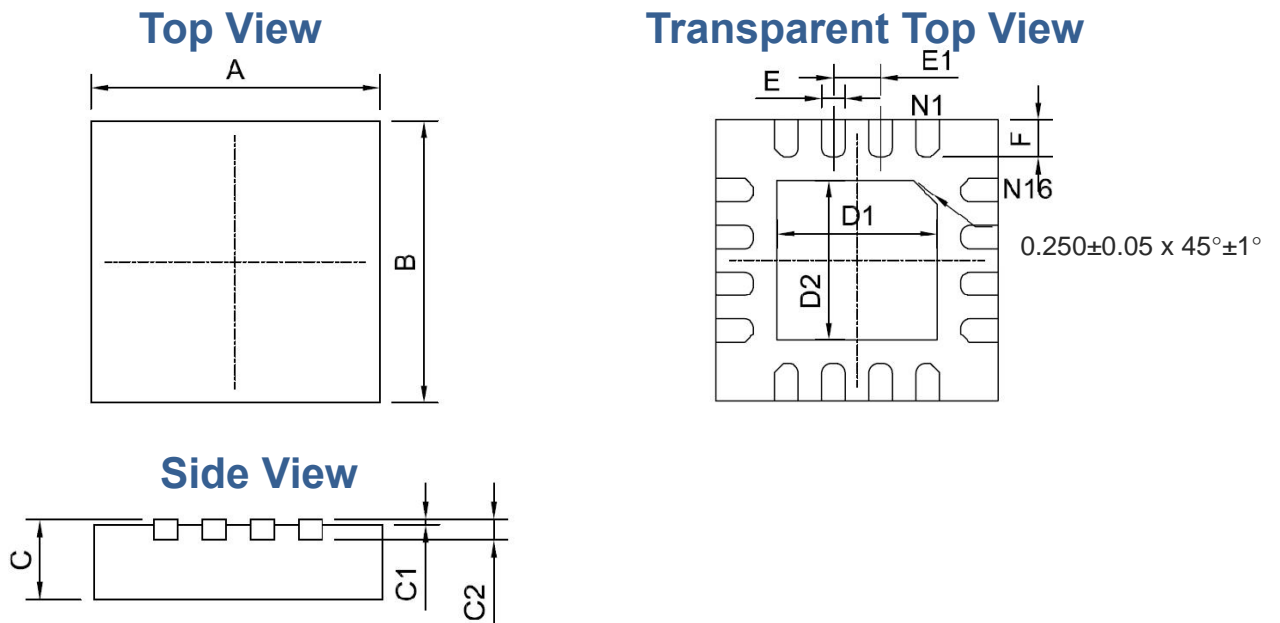 Top View
A
B
Transparent Top View
E1
E
N1
F
N16
D1
D2
0.250±0.05 x 45°±1°
Side View
C
C1
C2